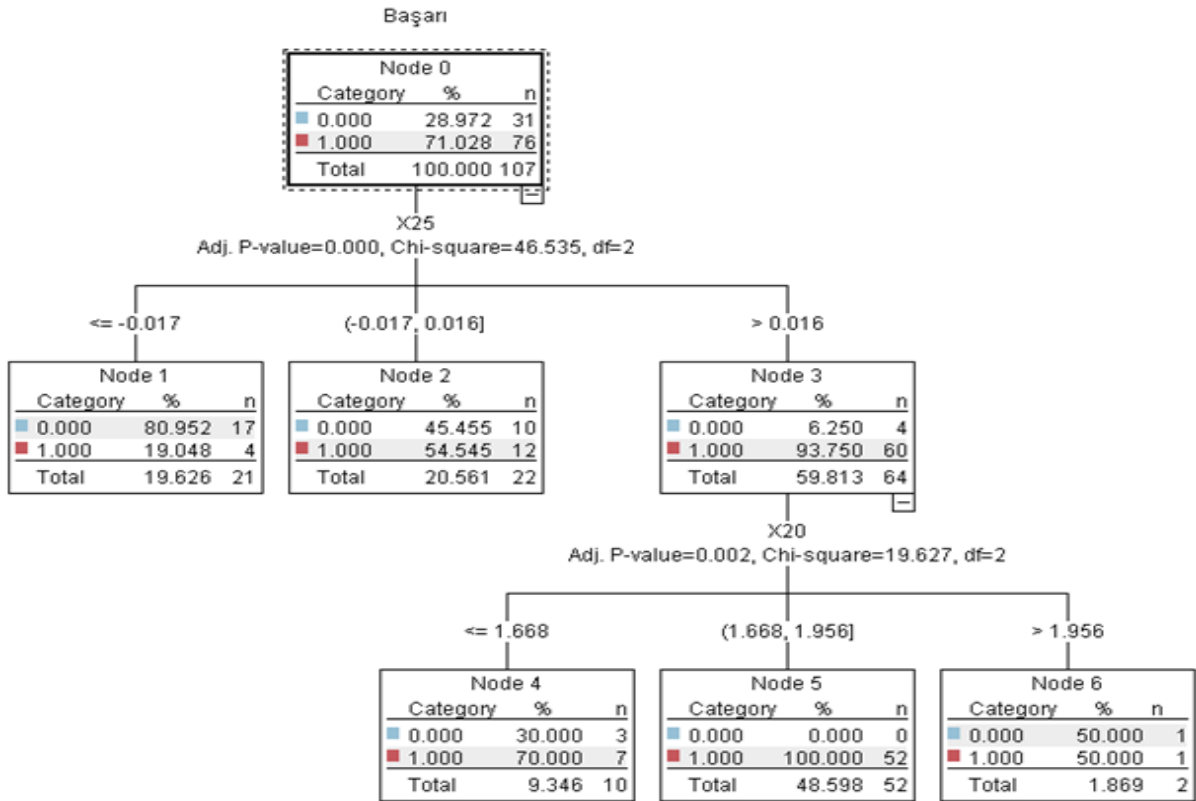 Başarı
Node 0
Category % n
0.000 28.972 31
1.000 71.028 76
Total 100.000 107
X25
Adj. P-value=0.000, Chi-square=46.535, df=2
<= -0.017
(-0.017, 0.016]
> 0.016
Node 1
Category % n
0.000 80.952 17
1.000 19.048 4
Total 19.626 21
Node 2
Category % n
0.000 45.455 10
1.000 54.545 12
Total 20.561 22
Node 3
Category % n
0.000 6.250 4
1.000 93.750 60
Total 59.813 64
X20
Adj. P-value=0.002, Chi-square=19.627, df=2
<= 1.668
(1.668, 1.956]
> 1.956
Node 4
Category % n
0.000 30.000 3
1.000 70.000 7
Total 9.346 10
Node 5
Category % n
0.000 0.000 0
1.000 100.000 52
Total 48.598 52
Node 6
Category % n
0.000 50.000 1
1.000 50.000 1
Total 1.869 2